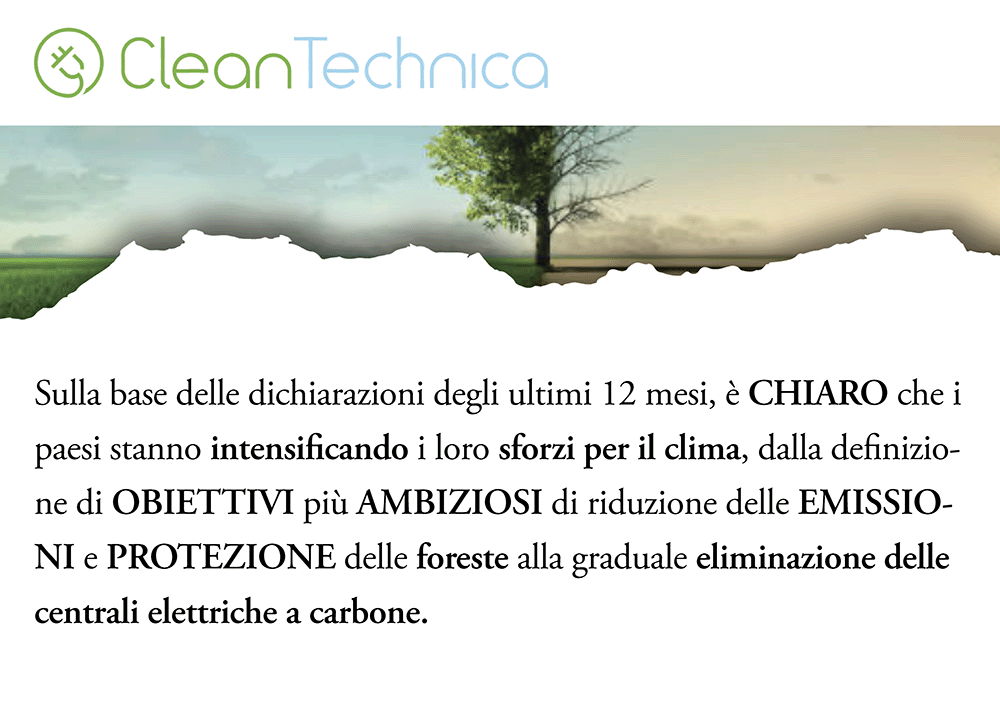 CleanTechnica
Sulla base delle dichiarazioni degli ultimi 12 mesi, è CHIARO che i
paesi stanno intensificando i loro sforzi per il clima, dalla definizio-
ne di OBIETTIVI più AMBIZIOSI di riduzione delle EMISSIO-
NI e PROTEZIONE delle foreste alla graduale eliminazione delle
centrali elettriche a carbone.